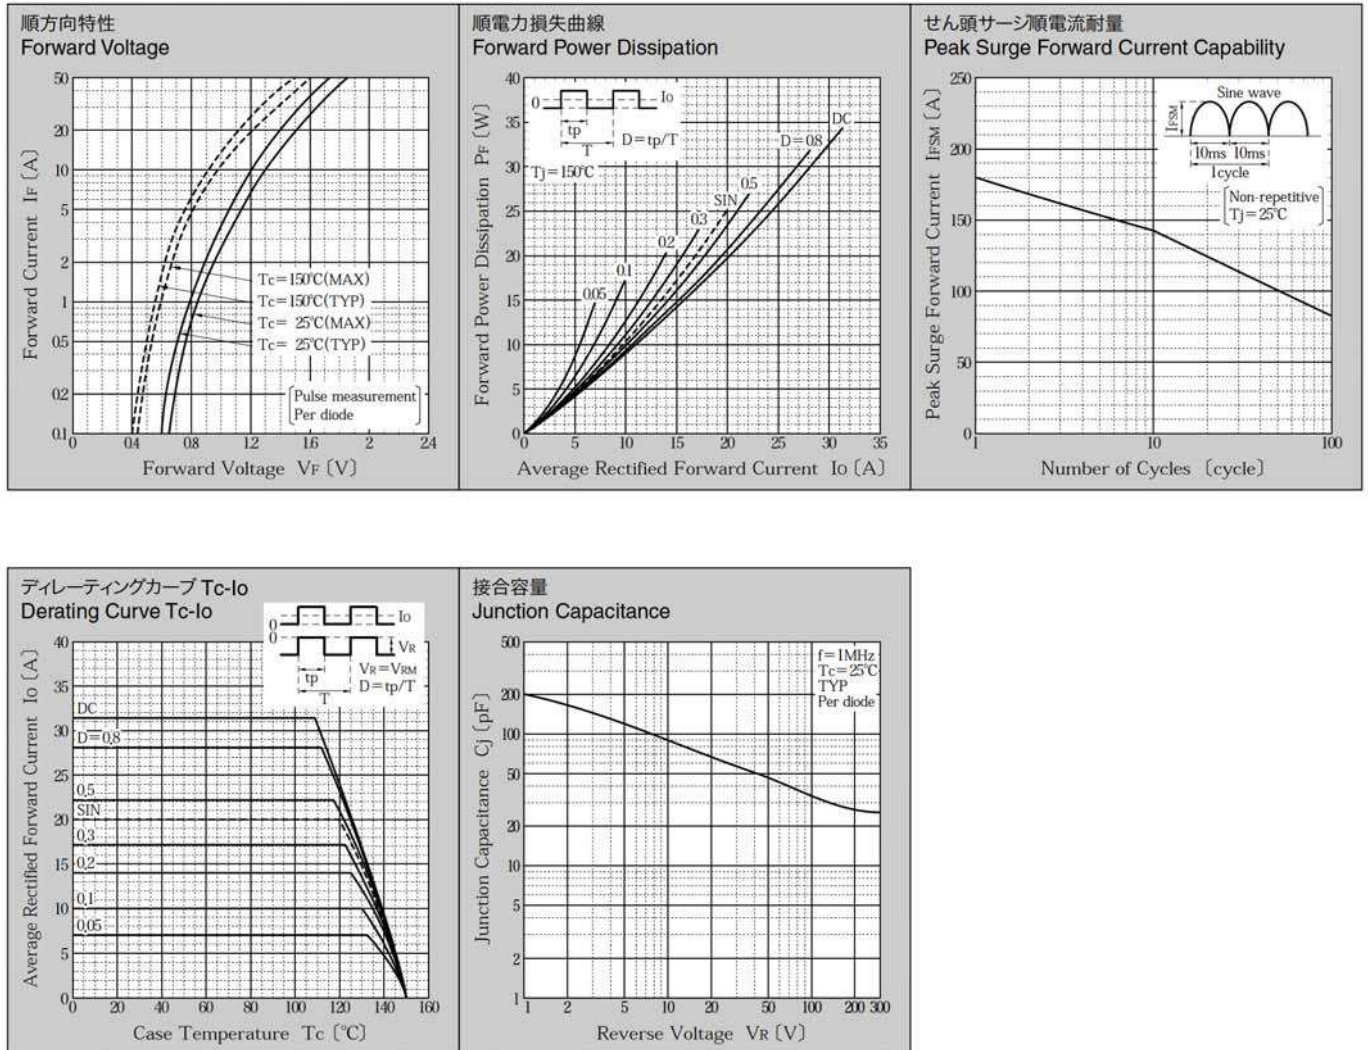 順方向特性
Forward Voltage
Forward Current IF〔A〕
50
20
10
5
2
1
0.5
0.2
0.1
0
0.4
0.8
1.2
1.6
2
2.4
Tc=150℃(MAX)
Tc=150℃(TYP)
Tc= 25℃(MAX)
Tc= 25℃(TYP)
Pulse measurement
Per diode
Forward Voltage VF〔V〕
順電力損失曲線
Forward Power Dissipation
Forward Power Dissipation PF〔W〕
40
35
30
25
20
15
10
5
0
0
5
10
15
20
25
30
35
0
Io
tp
T
D=tp/T
Tj=150℃
DC
D=0.8
0.5
SIN
0.3
0.2
0.1
0.05
Average Rectified Forward Current Io〔A〕
せん頭サージ順電流耐量
Peak Surge Forward Current Capability
Peak Surge Forward Current IFSM〔A〕
250
200
150
100
50
0
1
10
100
Sine wave
IFSM
10ms
10ms
1cycle
Non-repetitive
Tj=25℃
Number of Cycles〔cycle〕
ディレーティングカーブ Tc-Io
Derating Curve Tc-Io
Average Rectified Forward Current Io〔A〕
40
35
30
25
20
15
10
5
0
0
20
40
60
80
100
120
140
160
0
Io
0
VR
tp
T
VR=VRM
D=tp/T
DC
D=0.8
0.5
SIN
0.3
0.2
0.1
0.05
Case Temperature Tc〔℃〕
接合容量
Junction Capacitance
Junction Capacitance Cj〔pF〕
500
200
100
50
20
10
5
2
1
1
2
5
10
20
50
100
200
300
f=1MHz
Tc=25℃
TYP
Per diode
Reverse Voltage VR〔V〕